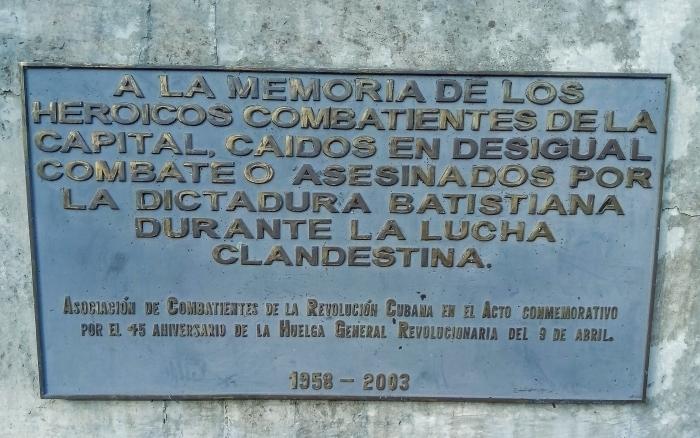 A LA MEMORIA DE LOS
HEROICOS COMBATIENTES DE LA
CAPITAL, CAIDOS EN DESIGUAL
COMBATE O ASESINADOS POR
LA DICTADURA BATISTIANA
DURANTE LA LUCHA
CLANDESTINA.
ASOCIACIÓN DE COMBATIENTES DE LA REVOLUCIÓN CUBANA EN EL ACTO CONMEMORATIVO
POR EL 45 ANIVERSARIO DE LA HUELGA GENERAL REVOLUCIONARIA DEL 9 DE ABRIL.
1958 - 2003